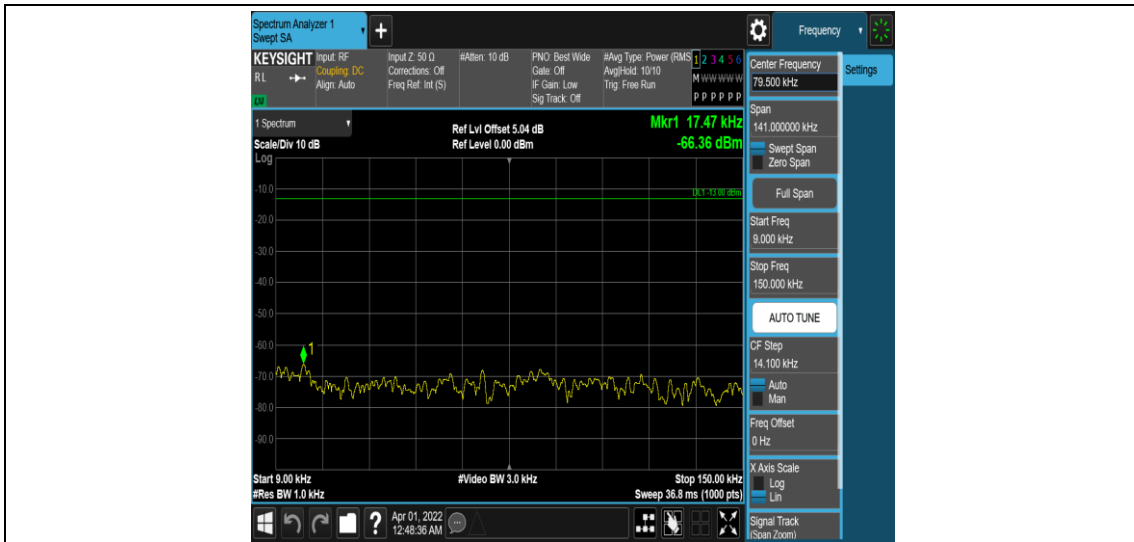 Spectrum Analyzer 1
Swept SA
+
Frequency
KEYSIGHT
RL
LXI
Input: RF
Coupling: DC
Align: Auto
Input Z: 50 Ω
Corrections: Off
Freq Ref: Int (S)
#Atten: 10 dB
PNO: Best Wide
Gate: Off
IF Gain: Low
Sig Track: Off
#Avg Type: Power (RMS
Avg|Hold: 10/10
Trig: Free Run
1 2 3 4 5 6
M W W W W W
P P P P P P
Center Frequency
79.500 kHz
Settings
1 Spectrum
Scale/Div 10 dB
Log
Ref Lvl Offset 5.04 dB
Ref Level 0.00 dBm
Mkr1 17.47 kHz
-66.36 dBm
DL1 -13.00 dBm
-10.0
-20.0
-30.0
-40.0
-50.0
-60.0
-70.0
-80.0
-90.0
1
Start 9.00 kHz
#Res BW 1.0 kHz
#Video BW 3.0 kHz
Stop 150.00 kHz
Sweep 36.8 ms (1000 pts)
Span
141.000000 kHz
Swept Span
Zero Span
Full Span
Start Freq
9.000 kHz
Stop Freq
150.000 kHz
AUTO TUNE
CF Step
14.100 kHz
Auto
Man
Freq Offset
0 Hz
X Axis Scale
Log
Lin
Signal Track
(Span Zoom)
?
Apr 01, 2022
12:48:36 AM